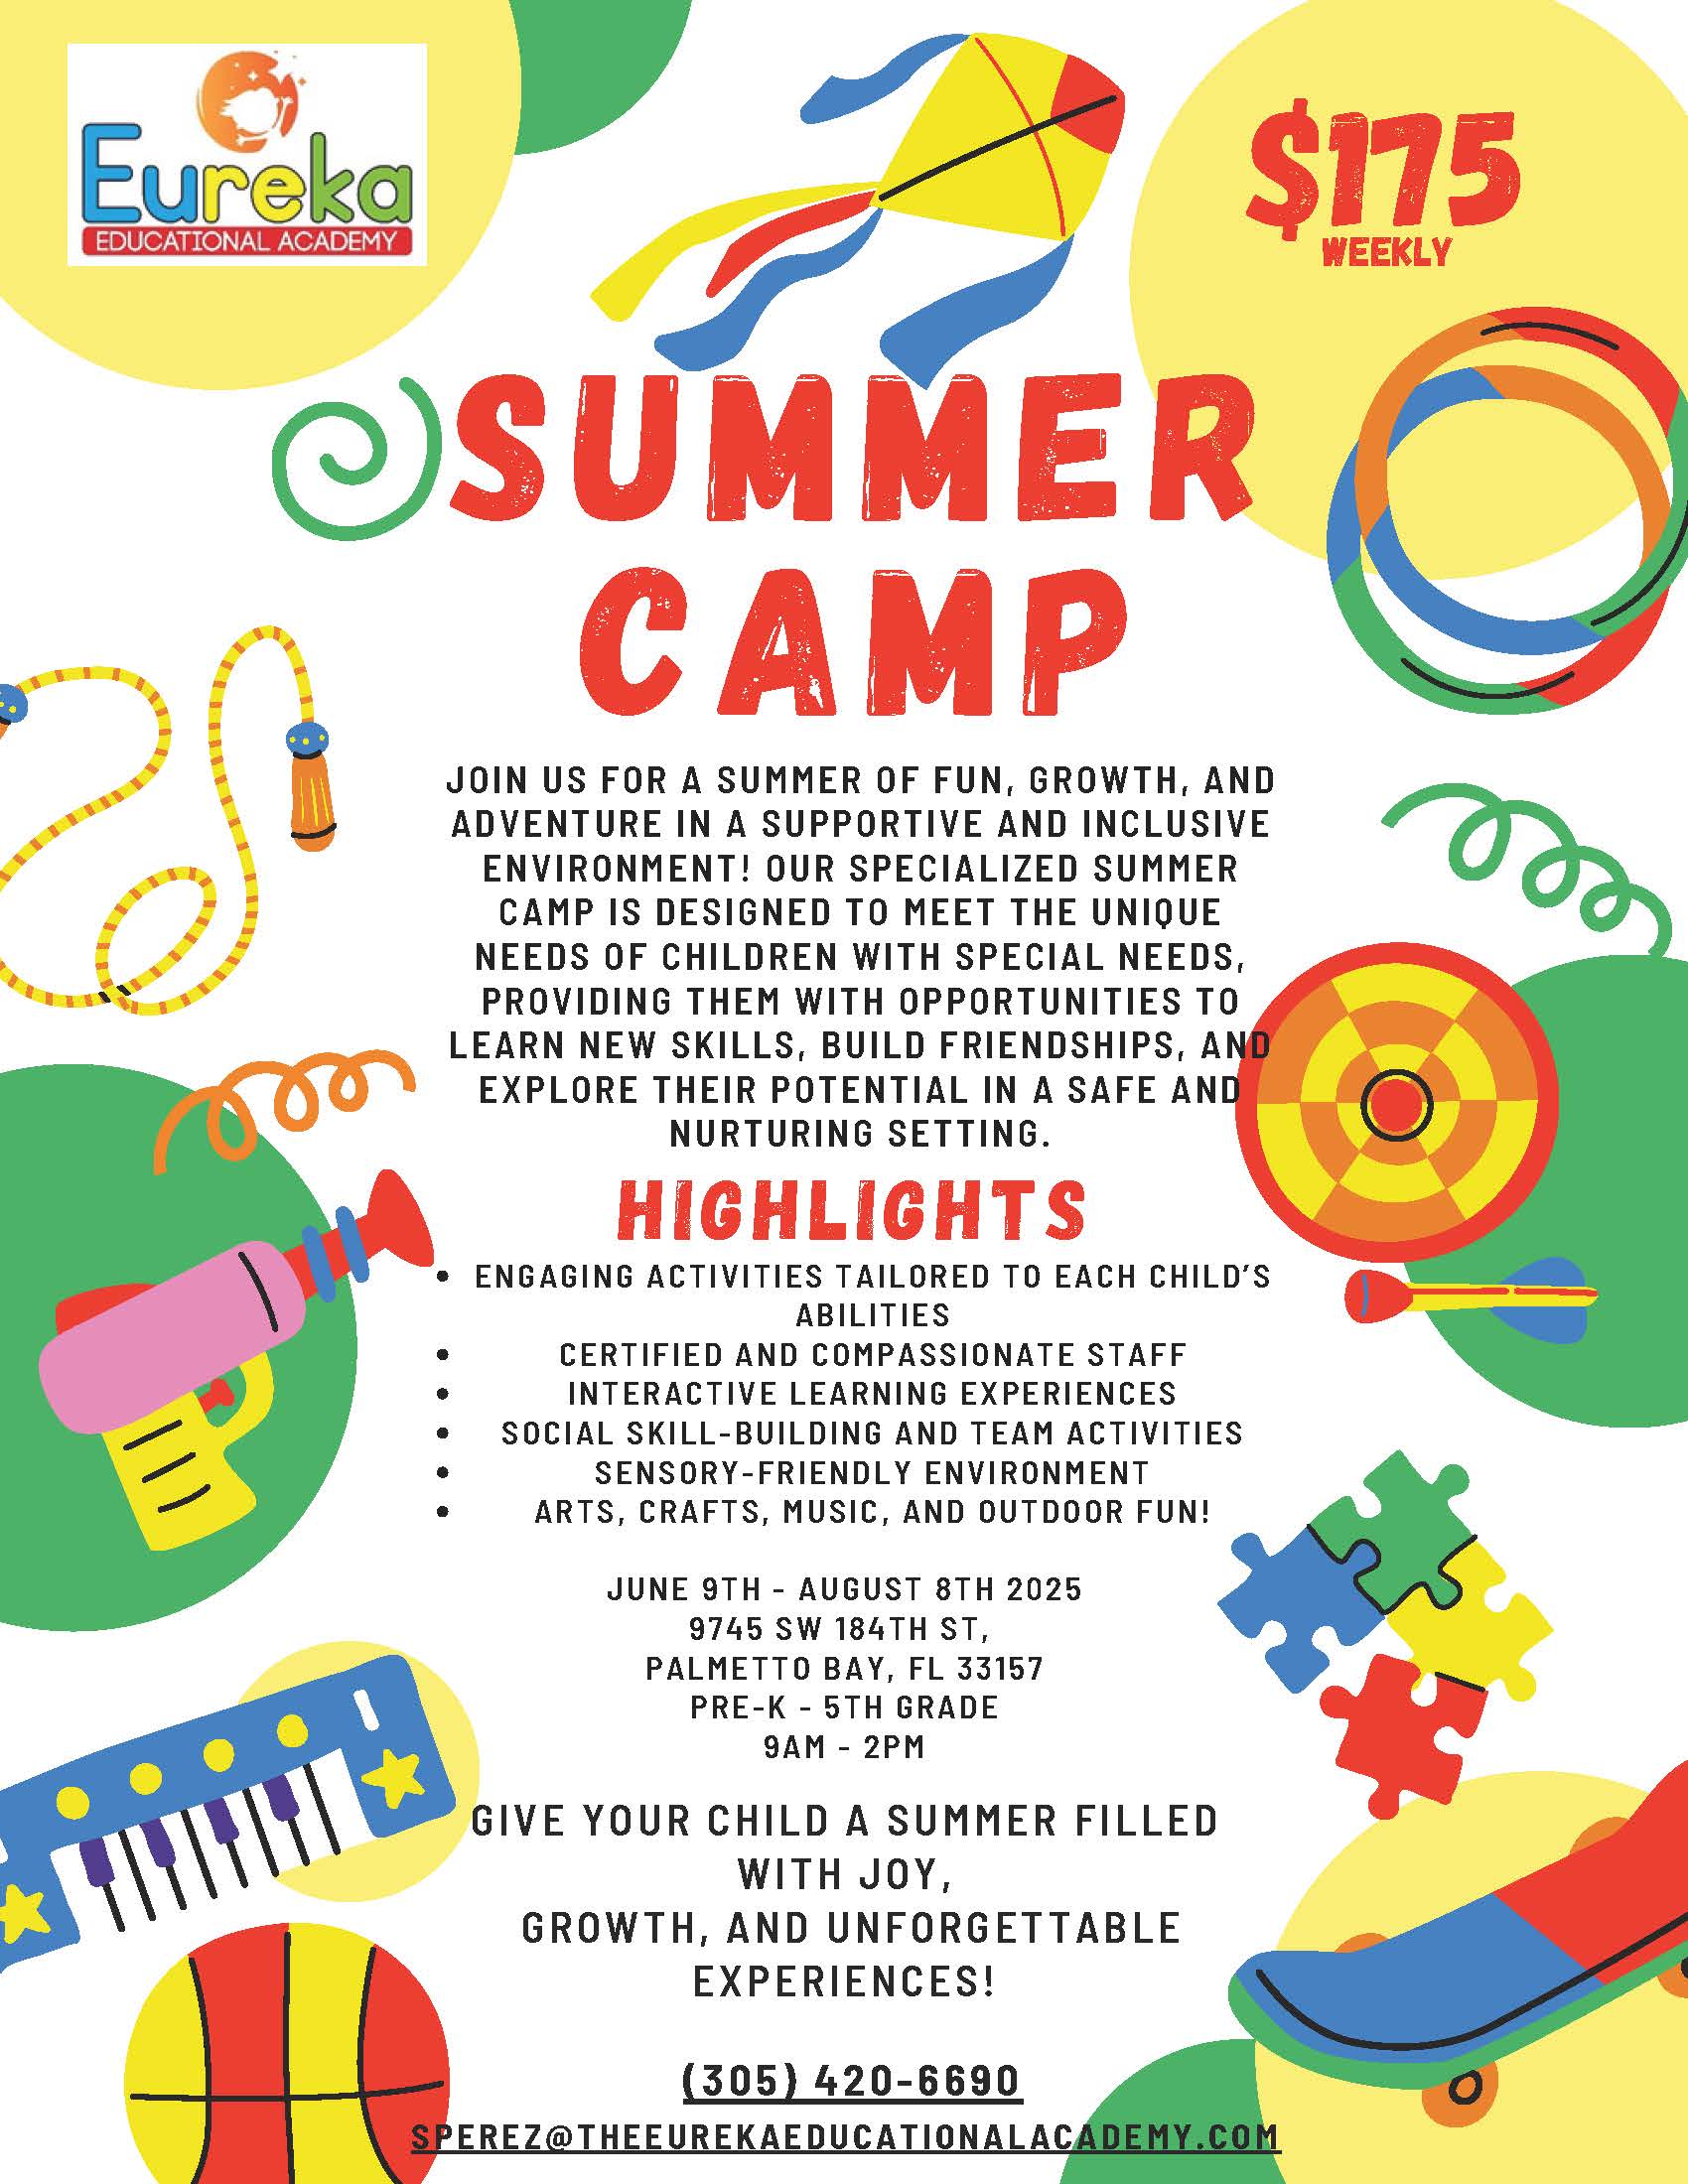 Eureka
EDUCATIONAL ACADEMY
$175
WEEKLY
SUMMER
CAMP
JOIN US FOR A SUMMER OF FUN, GROWTH, AND
ADVENTURE IN A SUPPORTIVE AND INCLUSIVE
ENVIRONMENT! OUR SPECIALIZED SUMMER
CAMP IS DESIGNED TO MEET THE UNIQUE
NEEDS OF CHILDREN WITH SPECIAL NEEDS,
PROVIDING THEM WITH OPPORTUNITIES TO
LEARN NEW SKILLS, BUILD FRIENDSHIPS, AND
EXPLORE THEIR POTENTIAL IN A SAFE AND
NURTURING SETTING.
HIGHLIGHTS
• ENGAGING ACTIVITIES TAILORED TO EACH CHILD’S
ABILITIES
• CERTIFIED AND COMPASSIONATE STAFF
• INTERACTIVE LEARNING EXPERIENCES
• SOCIAL SKILL-BUILDING AND TEAM ACTIVITIES
• SENSORY-FRIENDLY ENVIRONMENT
• ARTS, CRAFTS, MUSIC, AND OUTDOOR FUN!
JUNE 9TH - AUGUST 8TH 2025
9745 SW 184TH ST,
PALMETTO BAY, FL 33157
PRE-K - 5TH GRADE
9AM - 2PM
GIVE YOUR CHILD A SUMMER FILLED
WITH JOY,
GROWTH, AND UNFORGETTABLE
EXPERIENCES!
(305) 420-6690
SPEREZ@THEEUREKAEDUCATIONALACADEMY.COM